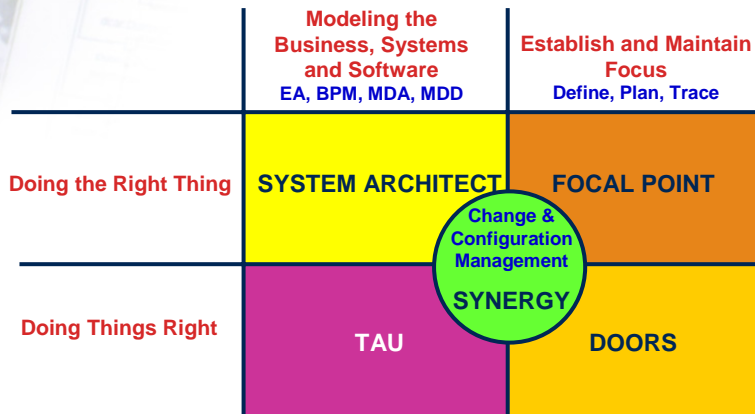 Modeling the
Business, Systems
and Software
EA, BPM, MDA, MDD
Establish and Maintain
Focus
Define, Plan, Trace
Doing the Right Thing
SYSTEM ARCHITECT
FOCAL POINT
Change &
Configuration
Management
SYNERGY
Doing Things Right
TAU
DOORS